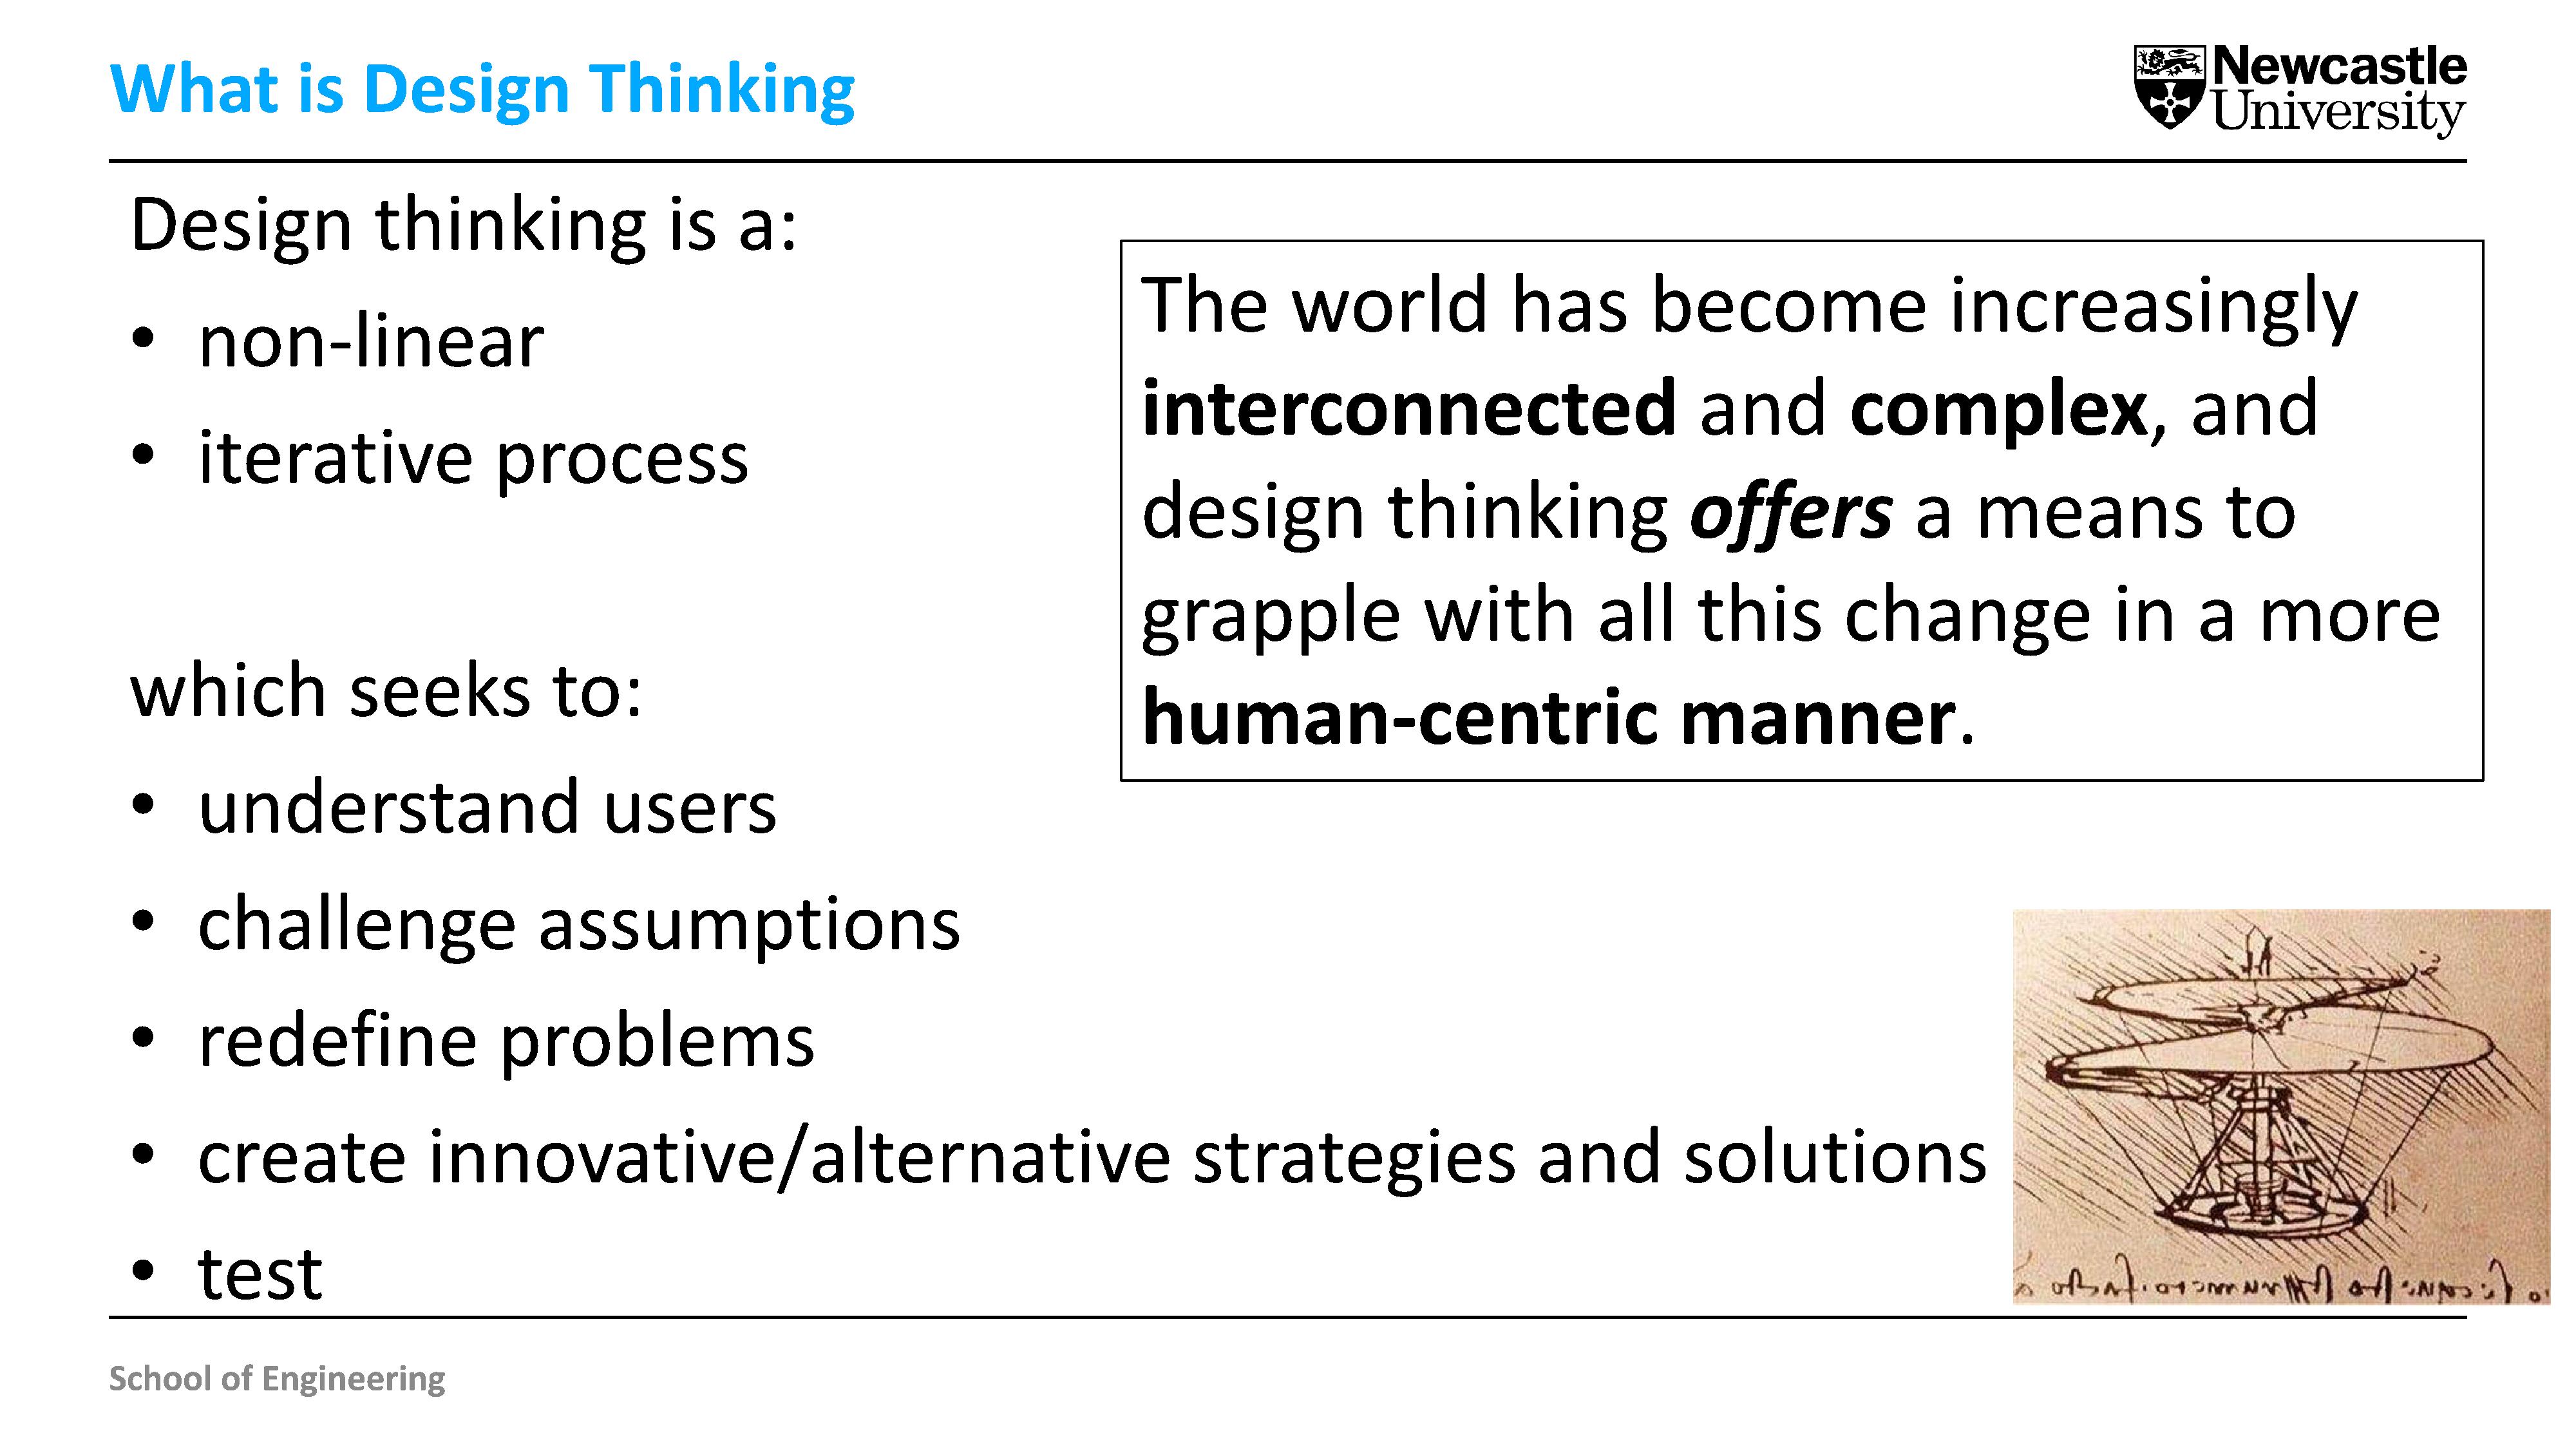 What is Design Thinking
Newcastle
University
Design thinking is a:
• non-linear
• iterative process
which seeks to:
• understand users
• challenge assumptions
• redefine problems
• create innovative/alternative strategies and solutions
• test
The world has become increasingly
interconnected and complex, and
design thinking offers a means to
grapple with all this change in a more
human-centric manner.
School of Engineering